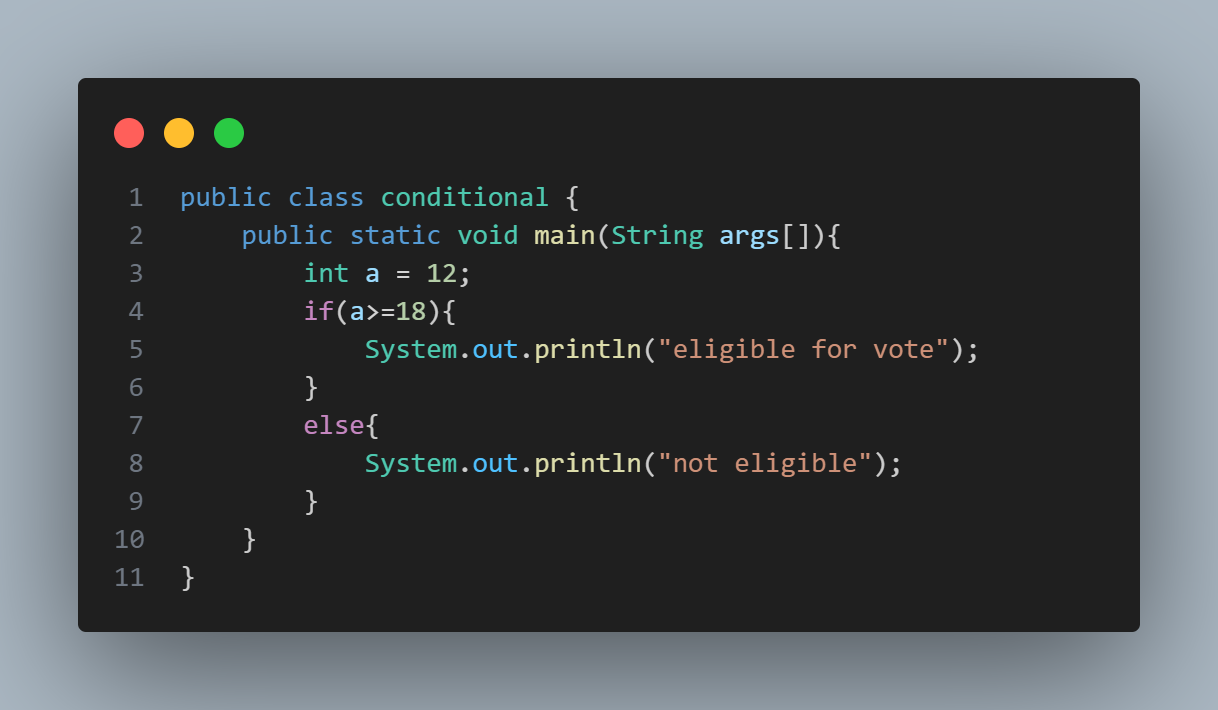 1 public class conditional {
2     public static void main(String args[]){
3         int a = 12;
4         if(a>=18){
5             System.out.println("eligible for vote");
6         }
7         else{
8             System.out.println("not eligible");
9         }
10     }
11 }